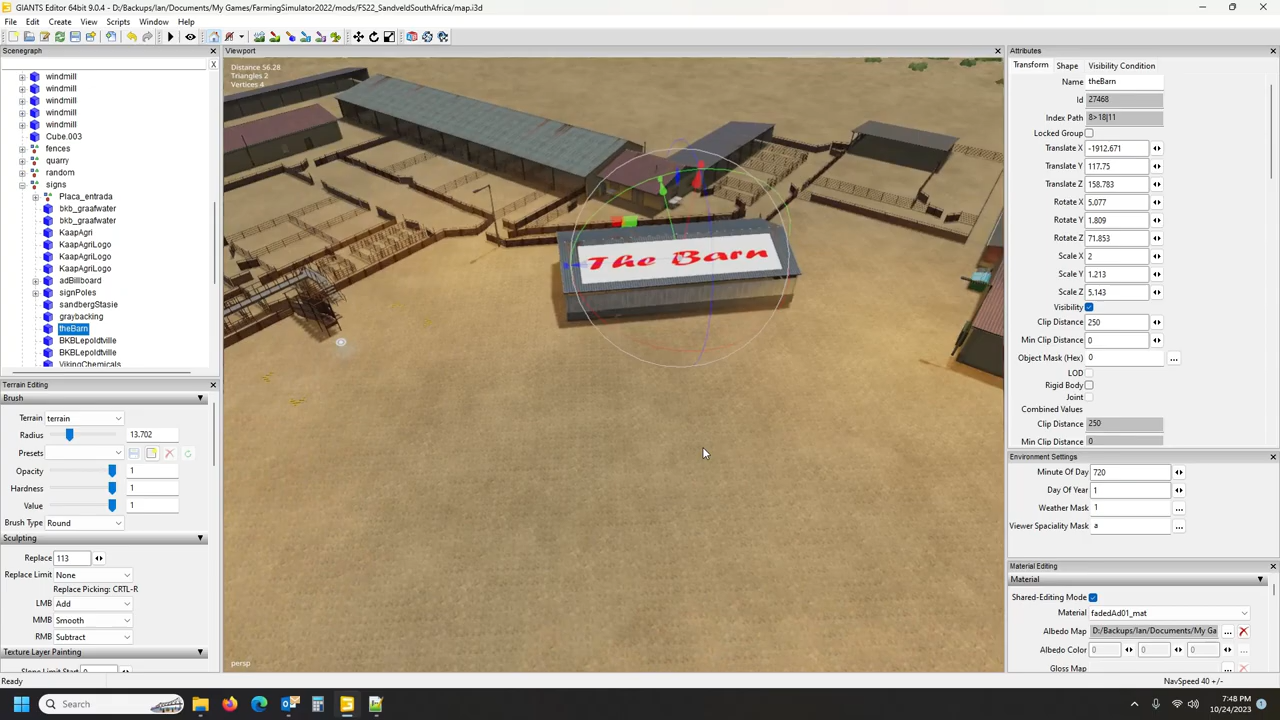 GIANTS Editor 64bit 9.0.4 - D:/Backups/Ian/Documents/My Games/FarmingSimulator2022/mods/FS22_SandveldSouthAfrica/map.i3d
File Edit Create View Scripts Window Help
Scenegraph
X
windmill
windmill
windmill
windmill
windmill
Cube.003
fences
quarry
random
signs
Placa_entrada
bkb_graafwater
bkb_graafwater
KaapAgri
KaapAgriLogo
KaapAgriLogo
KaapAgriLogo
adBillboard
signPoles
sandbergStasie
graybacking
theBarn
BKBLepoldtville
BKBLepoldtville
VikingChemicals
Terrain Editing
Brush
Terrain terrain
Radius 13.702
Presets
Opacity 1
Hardness 1
Value 1
Brush Type Round
Sculpting
Replace 113
Replace Limit None
Replace Picking: CRTL-R
LMB Add
MMB Smooth
RMB Subtract
Texture Layer Painting
Ready
Viewport
Distance 56.28
Triangles 2
Vertices 4
The Barn
persp
Attributes
Transform Shape Visibility Condition
Name theBarn
Id 27468
Index Path 8>18|11
Locked Group
Translate X -1912.671
Translate Y 117.75
Translate Z 158.783
Rotate X 5.077
Rotate Y 1.809
Rotate Z 71.853
Scale X 2
Scale Y 1.213
Scale Z 5.143
Visibility
Clip Distance 250
Min Clip Distance 0
Object Mask (Hex) 0 ...
LOD
Rigid Body
Joint
Combined Values
Clip Distance 250
Min Clip Distance 0
Environment Settings
Minute Of Day 720
Day Of Year 1
Weather Mask 1 ...
Viewer Spaciality Mask a ...
Material Editing
Material
Shared-Editing Mode
Material fadedAd01_mat
Albedo Map D:/Backups/Ian/Documents/My Ga ...
Albedo Color 0 0 0 ...
Gloss Map
NavSpeed 40 +/-
Search
7:48 PM
10/24/2023